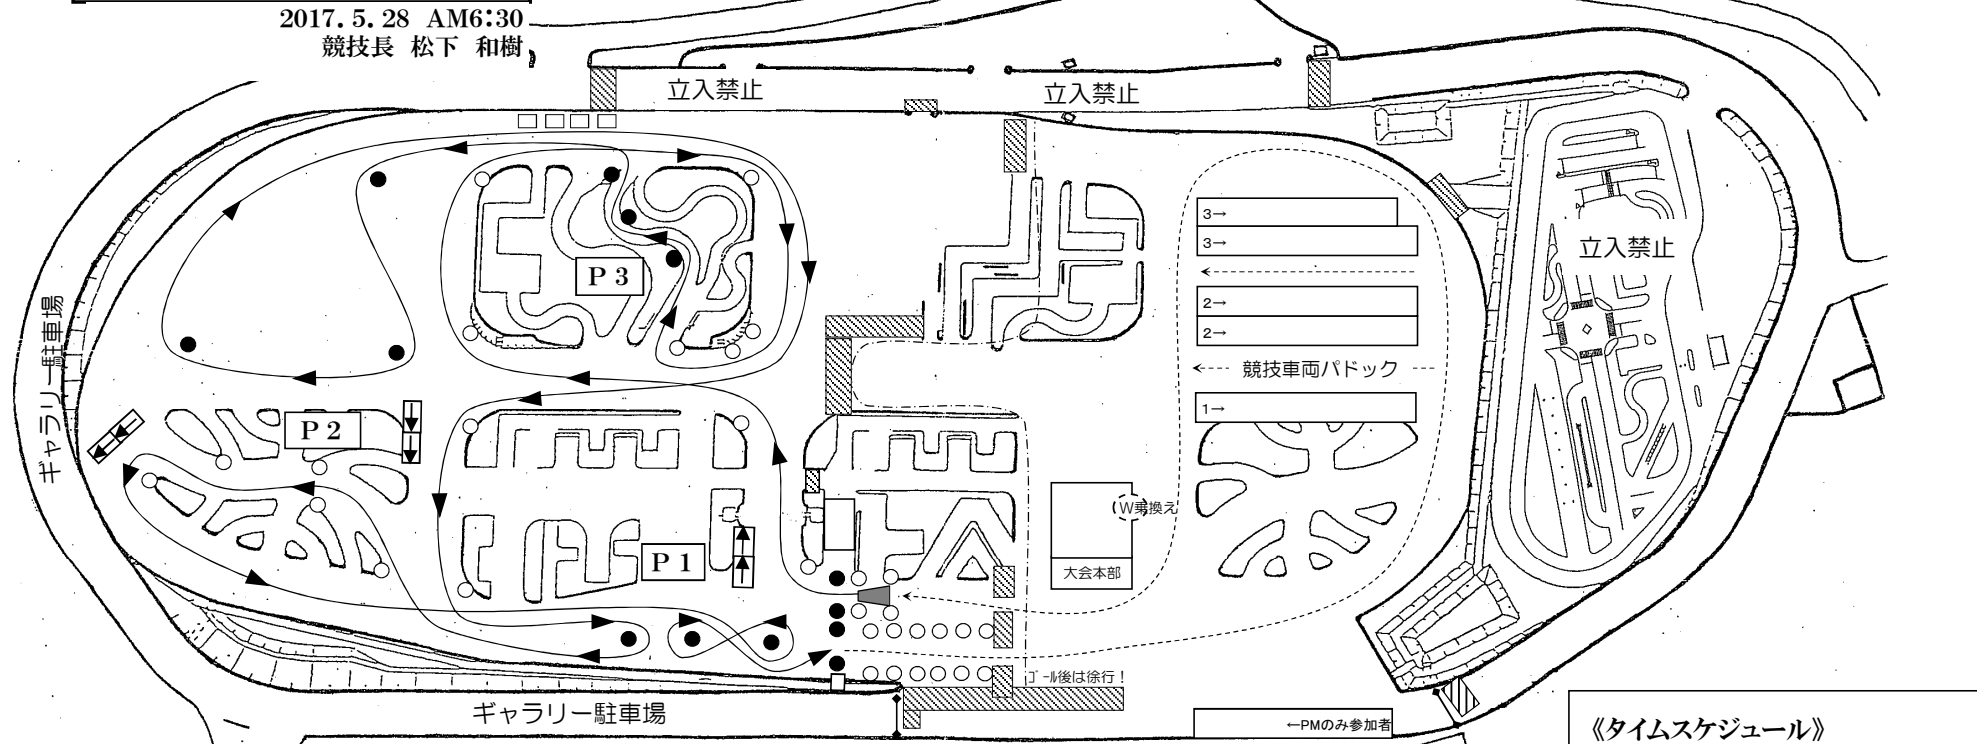 2017.5.28 AM6:30
競技長 松下 和樹
立入禁止
立入禁止
立入禁止
3→
3→
2→
2→
競技車両パドック
1→
P 3
P 2
P 1
ギャラリー駐車場
W乗換え
大会本部
ｺﾞｰﾙ後は徐行！
ギャラリー駐車場
←PMのみ参加者
《タイムスケジュール》